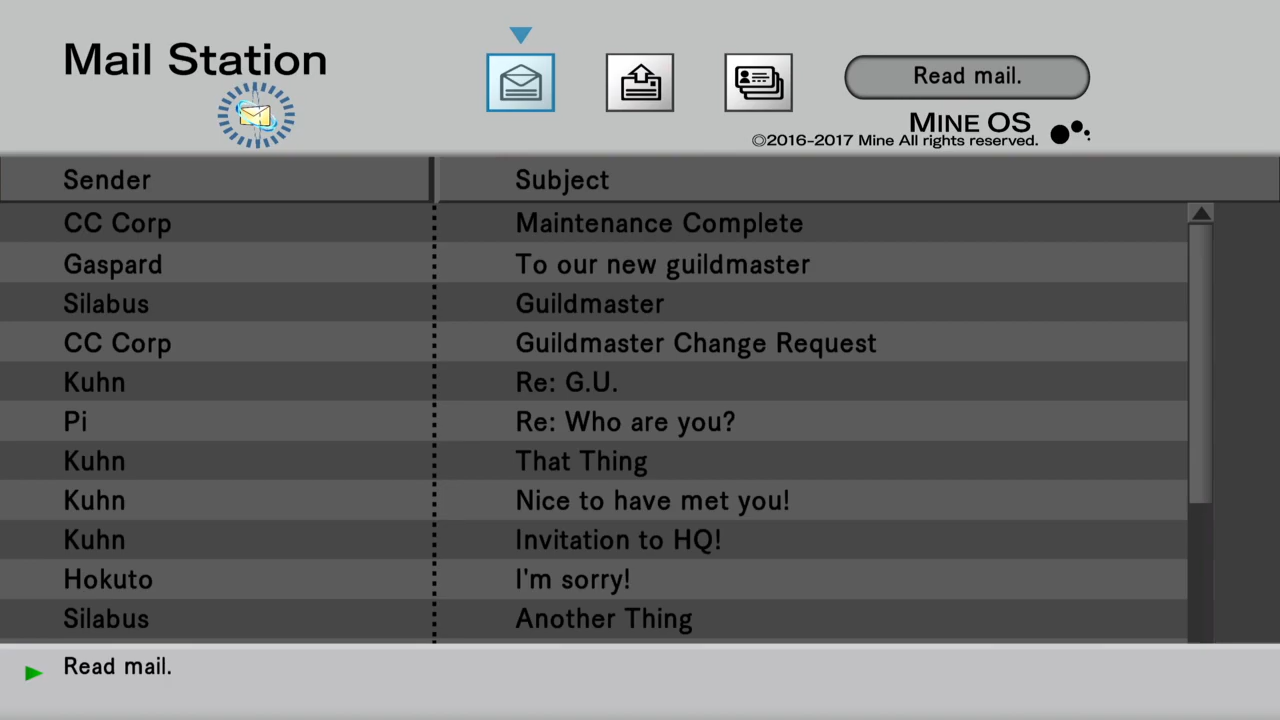 Mail Station
Read mail.
MINE OS
©2016-2017 Mine All rights reserved.
Sender Subject
CC Corp Maintenance Complete
Gaspard To our new guildmaster
Silabus Guildmaster
CC Corp Guildmaster Change Request
Kuhn Re: G.U.
Pi Re: Who are you?
Kuhn That Thing
Kuhn Nice to have met you!
Kuhn Invitation to HQ!
Hokuto I'm sorry!
Silabus Another Thing
Read mail.